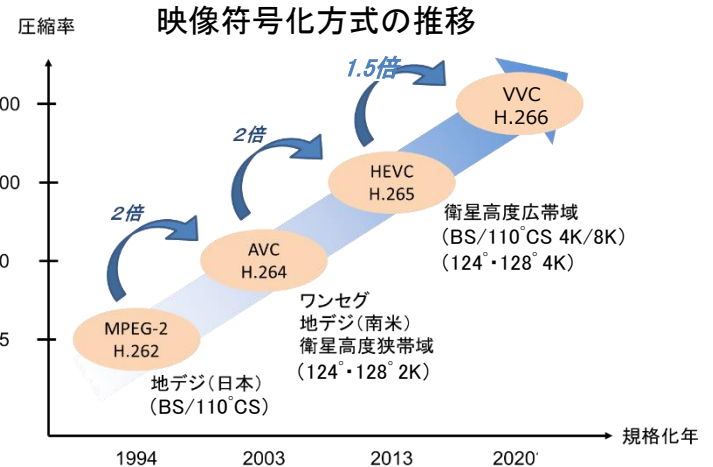 映像符号化方式の推移
圧縮率
1.5倍
VVC
H.266
00
2倍
HEVC
H.265
00
衛星高度広帯域
(BS/110°CS 4K/8K)
(124°・128°4K)
2倍
AVC
H.264
0
ワンセグ
地デジ(南米)
衛星高度狭帯域
(124°・128°2K)
MPEG-2
H.262
5
地デジ(日本)
(BS/110°CS)
規格化年
1994
2003
2013
2020